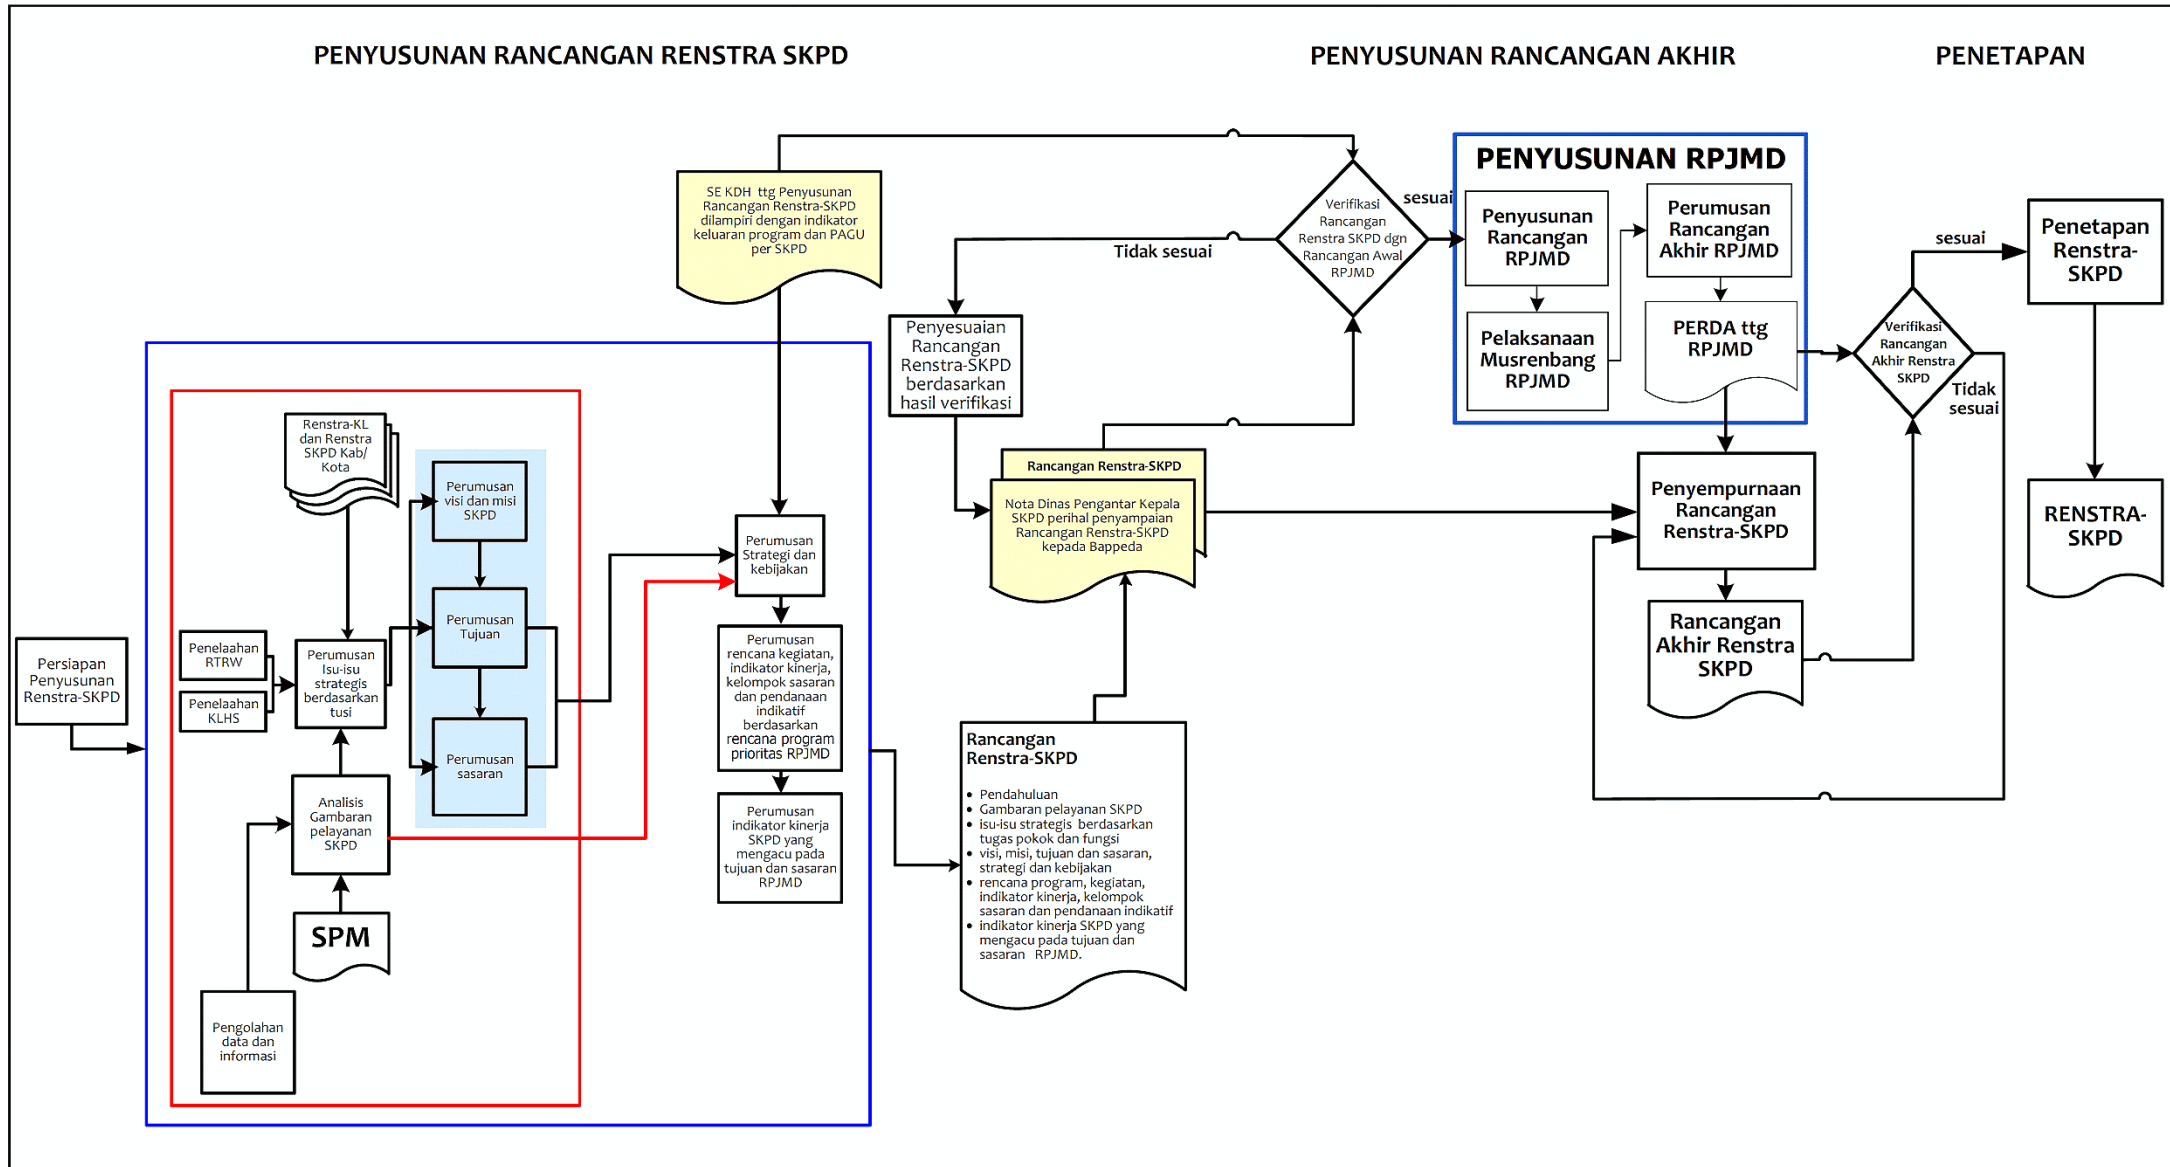 PENYUSUNAN RANCANGAN RENSTRA SKPD
PENYUSUNAN RANCANGAN AKHIR
PENETAPAN
Persiapan
Penyusunan
Renstra-SKPD
Renstra-KL
dan Renstra
SKPD Kab/
Kota
Penelaahan
RTRW
Penelaahan
KLHS
Perumusan
Isu-isu
strategis
berdasarkan
tusi
Analisis
Gambaran
pelayanan
SKPD
SPM
Pengolahan
data dan
informasi
Perumusan
visi dan misi
SKPD
Perumusan
Tujuan
Perumusan
sasaran
SE KDH ttg Penyusunan
Rancangan Renstra-SKPD
dilampiri dengan indikator
keluaran program dan PAGU
per SKPD
Perumusan
Strategi dan
kebijakan
Perumusan
rencana kegiatan,
indikator kinerja,
kelompok sasaran
dan pendanaan
indikatif
berdasarkan
rencana program
prioritas RPJMD
Perumusan
indikator kinerja
SKPD yang
mengacu pada
tujuan dan sasaran
RPJMD
Tidak sesuai
Penyesuaian
Rancangan
Renstra-SKPD
berdasarkan
hasil verifikasi
Rancangan Renstra-SKPD
Nota Dinas Pengantar Kepala
SKPD perihal penyampaian
Rancangan Renstra-SKPD
kepada Bappeda
Rancangan
Renstra-SKPD
• Pendahuluan
• Gambaran pelayanan SKPD
• isu-isu strategis berdasarkan
tugas pokok dan fungsi
• visi, misi, tujuan dan sasaran,
strategi dan kebijakan
• rencana program, kegiatan,
indikator kinerja, kelompok
sasaran dan pendanaan indikatif
• indikator kinerja SKPD yang
mengacu pada tujuan dan
sasaran RPJMD.
Verifikasi
Rancangan
Renstra SKPD dgn
Rancangan Awal
RPJMD
sesuai
PENYUSUNAN RPJMD
Penyusunan
Rancangan
RPJMD
Pelaksanaan
Musrenbang
RPJMD
Perumusan
Rancangan
Akhir RPJMD
PERDA ttg
RPJMD
Penyempurnaan
Rancangan
Renstra-SKPD
Rancangan
Akhir Renstra
SKPD
Verifikasi
Rancangan
Akhir Renstra
SKPD
sesuai
Tidak
sesuai
Penetapan
Renstra-
SKPD
RENSTRA-
SKPD